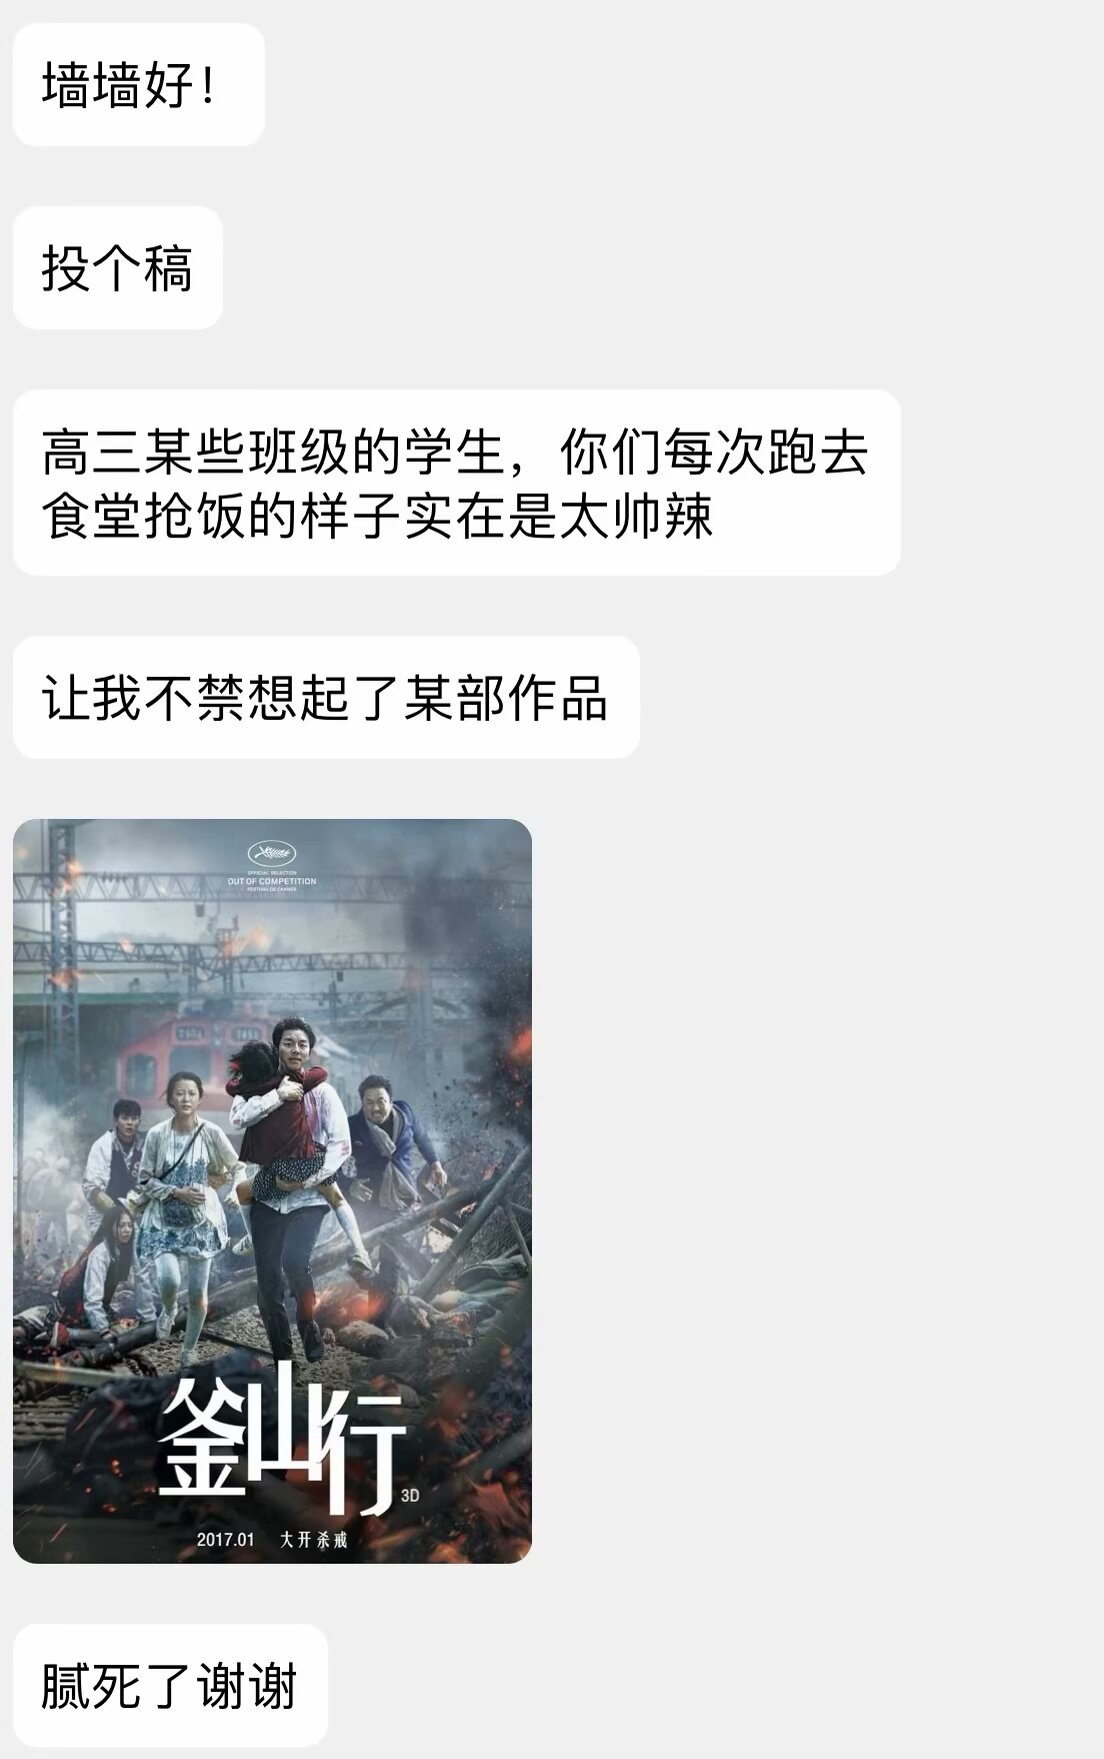 墙墙好！
投个稿
高三某些班级的学生，你们每次跑去
食堂抢饭的样子实在是太帅辣
让我不禁想起了某部作品
OFFICIAL SELECTION
OUT OF COMPETITION
FESTIVAL DE CANNES
釜山行
3D
2017.01 大开杀戒
腻死了谢谢